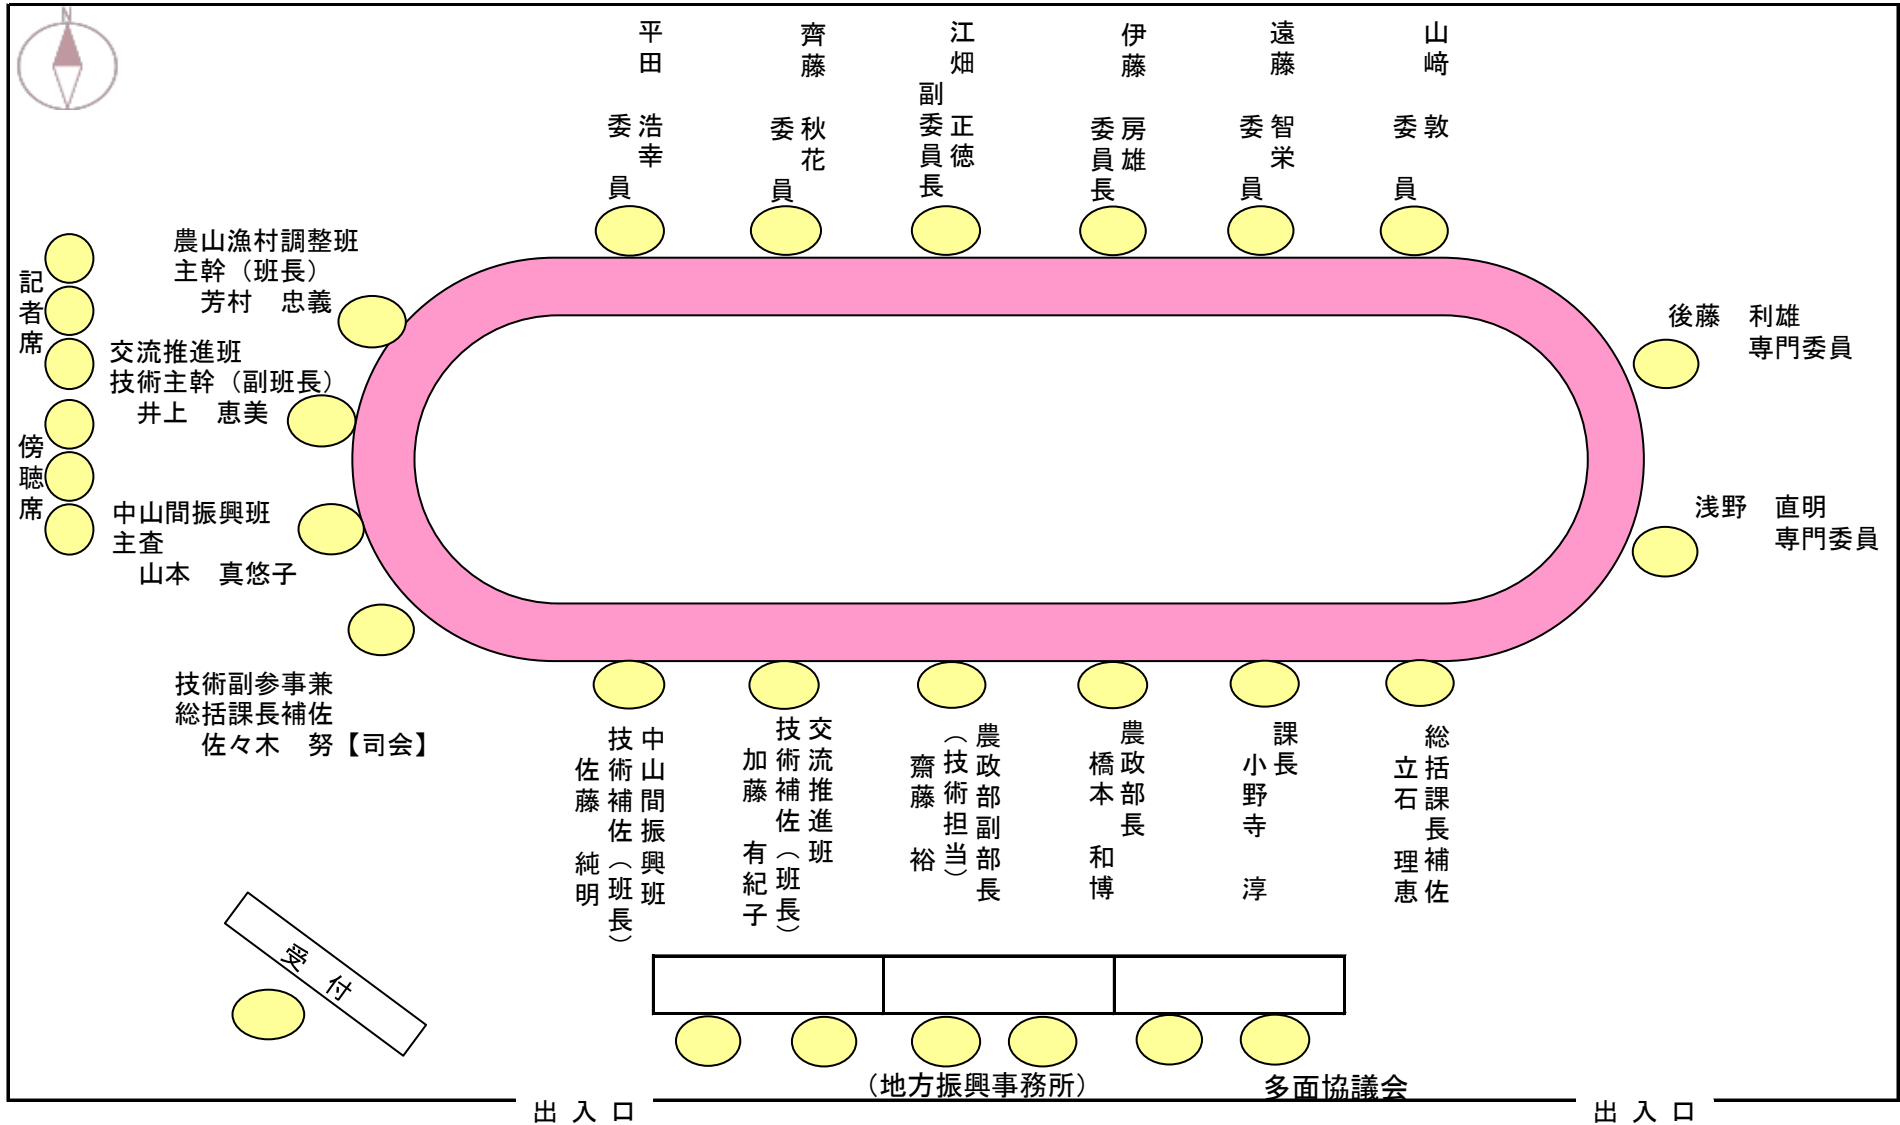 N
平田　浩幸
委　員
齊藤　秋花
委　員
江畑　正徳
副委員長
伊藤　房雄
委員長
遠藤　智栄
委　員
山﨑　敦
委　員
記者席
傍聴席
農山漁村調整班
主幹（班長）
芳村　忠義
交流推進班
技術主幹（副班長）
井上　恵美
中山間振興班
主査
山本　真悠子
技術副参事兼
総括課長補佐
佐々木　努【司会】
後藤　利雄
専門委員
浅野　直明
専門委員
中山間振興班
技術補佐（班長）
佐藤　純明
交流推進班
技術補佐（班長）
加藤　有紀子
農政部副部長
（技術担当）
齋藤　裕
農政部長
橋本　和博
課長
小野寺　淳
総括課長補佐
立石　理恵
受　付
（地方振興事務所）
多面協議会
出 入 口
出 入 口